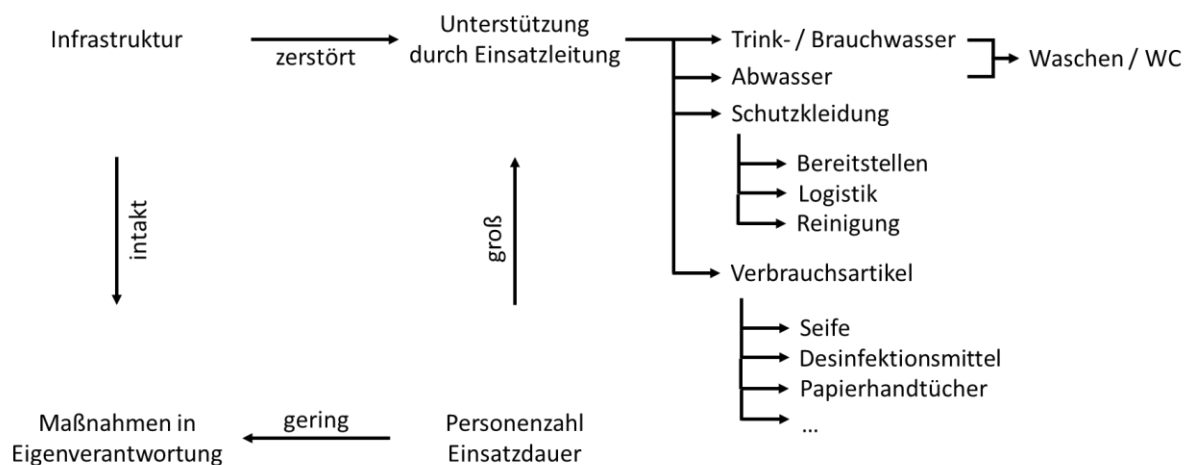 Infrastruktur
zerstört
Unterstützung
durch Einsatzleitung
Trink- / Brauchwasser
Abwasser
Waschen / WC
Schutzkleidung
Bereitstellen
Logistik
Reinigung
intakt
groß
Verbrauchsartikel
Seife
Desinfektionsmittel
Papierhandtücher
...
Maßnahmen in
Eigenverantwortung
gering
Personenzahl
Einsatzdauer